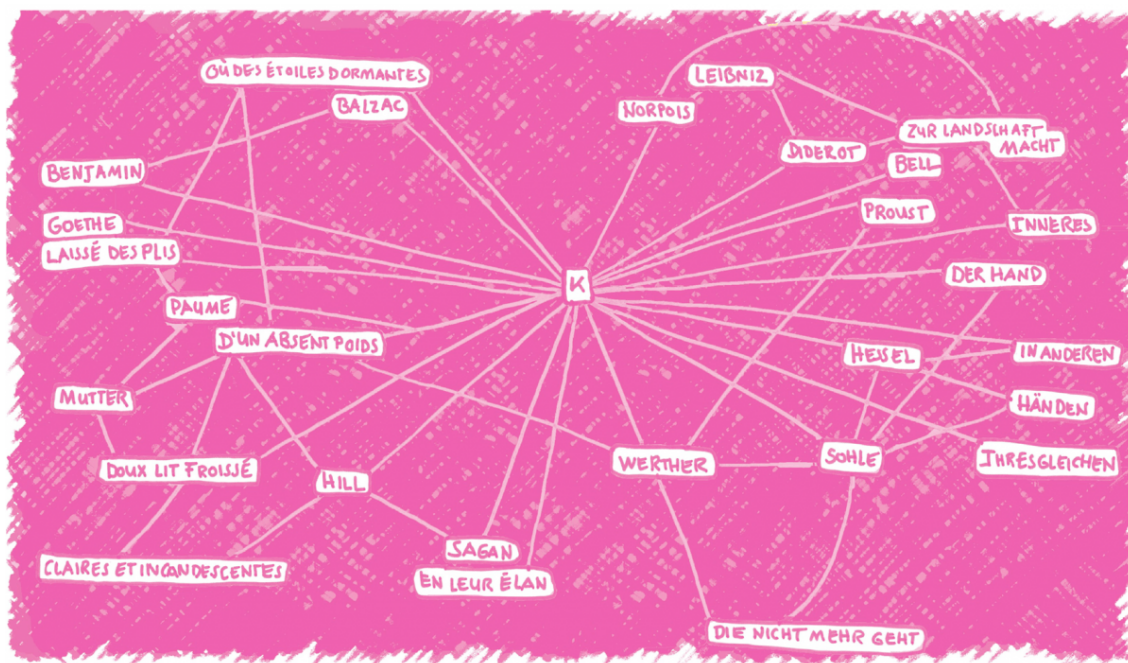 OÙ DES ÉTOILES DORMANTES
LEIBNIZ
BALZAC
NORPOIS
ZUR LANDSCHAFT
MACHT
DIDEROT
BELL
BENJAMIN
PROUST
GOETHE
INNERES
LAISSÉ DES PLIS
DER HAND
K
PAUME
D'UN ABSENT POIDS
HESSEL
IN ANDEREN
MUTTER
HÄNDEN
DOUX LIT FROISSÉ
HILL
WERTHER
SOHLE
IHRESGLEICHEN
SAGAN
CLAIRES ET INCANDESCENTES
EN LEUR ÉLAN
DIE NICHT MEHR GEHT